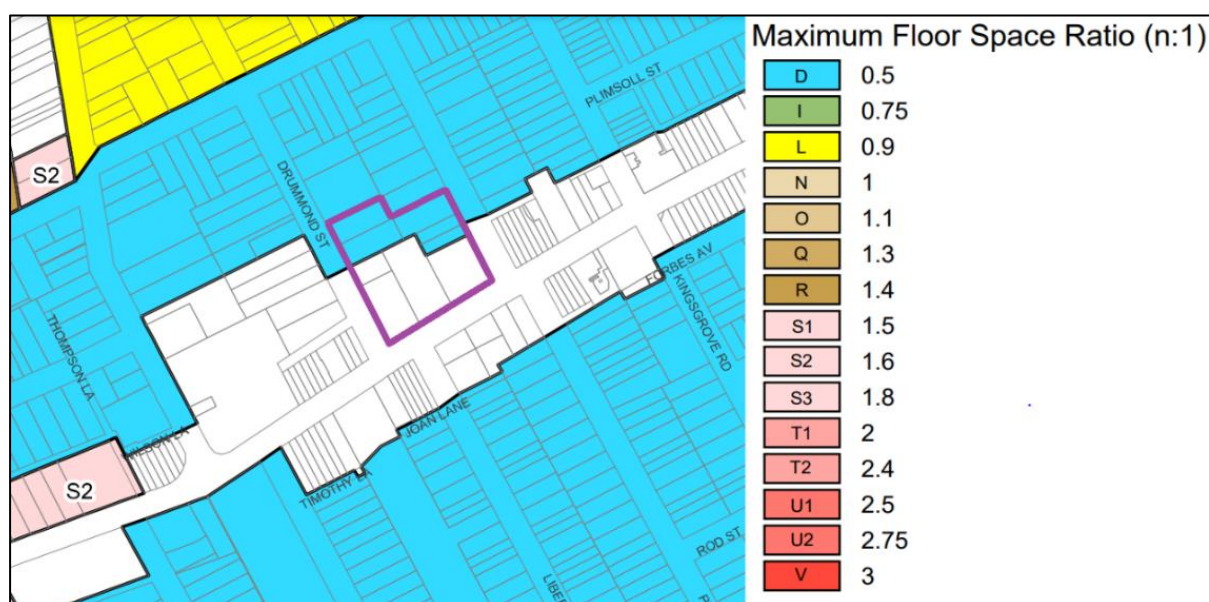 Maximum Floor Space Ratio (n:1)
D 0.5
I 0.75
L 0.9
N 1
O 1.1
Q 1.3
R 1.4
S1 1.5
S2 1.6
S3 1.8
T1 2
T2 2.4
U1 2.5
U2 2.75
V 3
PLIMSOLL ST
S2
DRUMMOND ST
FORBES AV
KINGSGROVE RD
THOMPSON LA
JOAN LANE
S2
TIMOTHY LA
ROD ST